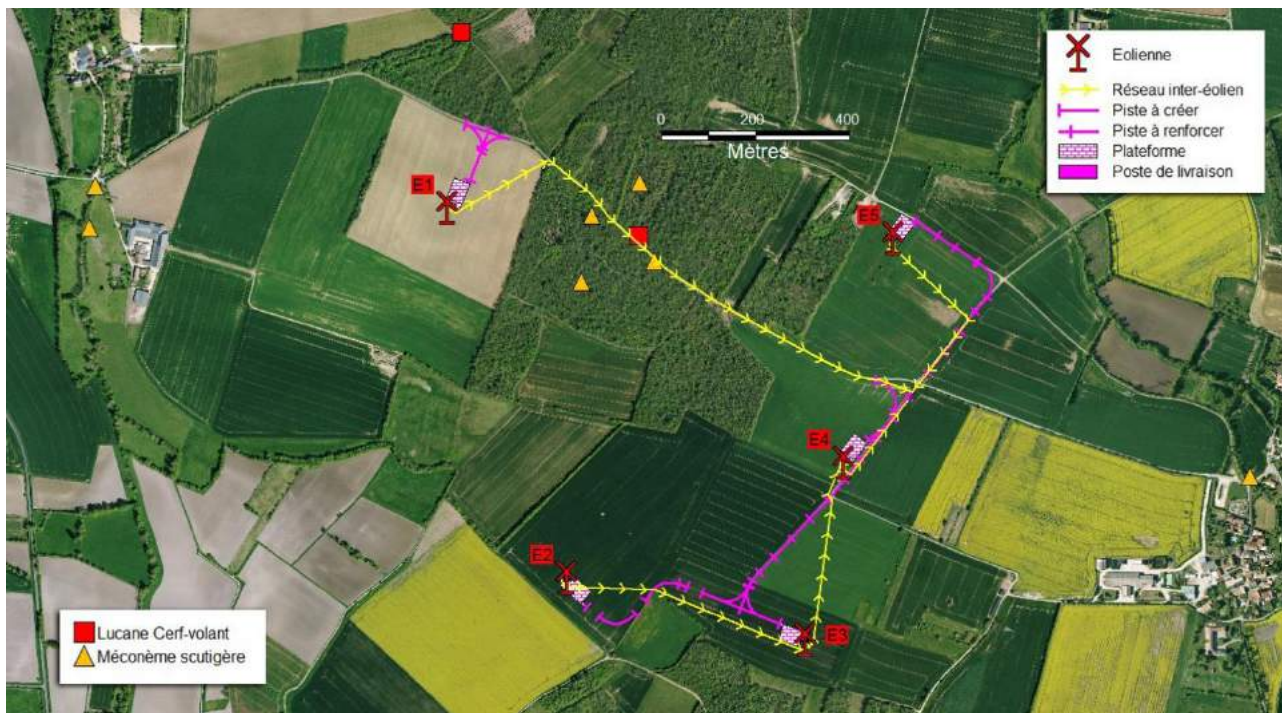 Eolienne
Réseau inter-éolien
Piste à créer
Piste à renforcer
Plateforme
Poste de livraison
0 200 400
Mètres
E1
E5
E4
E2
E3
Lucane Cerf-volant
Méconème scutigère